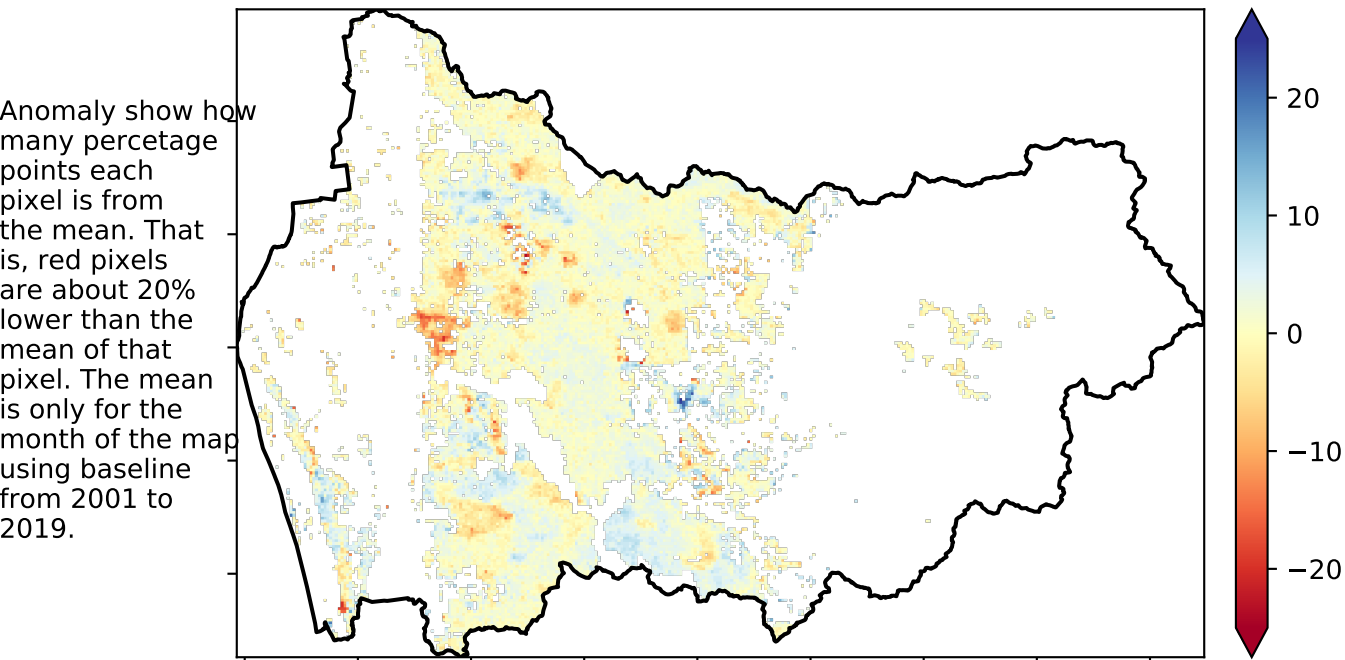 Anomaly show how
many percetage
points each
pixel is from
the mean. That
is, red pixels
are about 20%
lower than the
mean of that
pixel. The mean
is only for the
month of the map
using baseline
from 2001 to
2019.
20
10
0
−10
−20